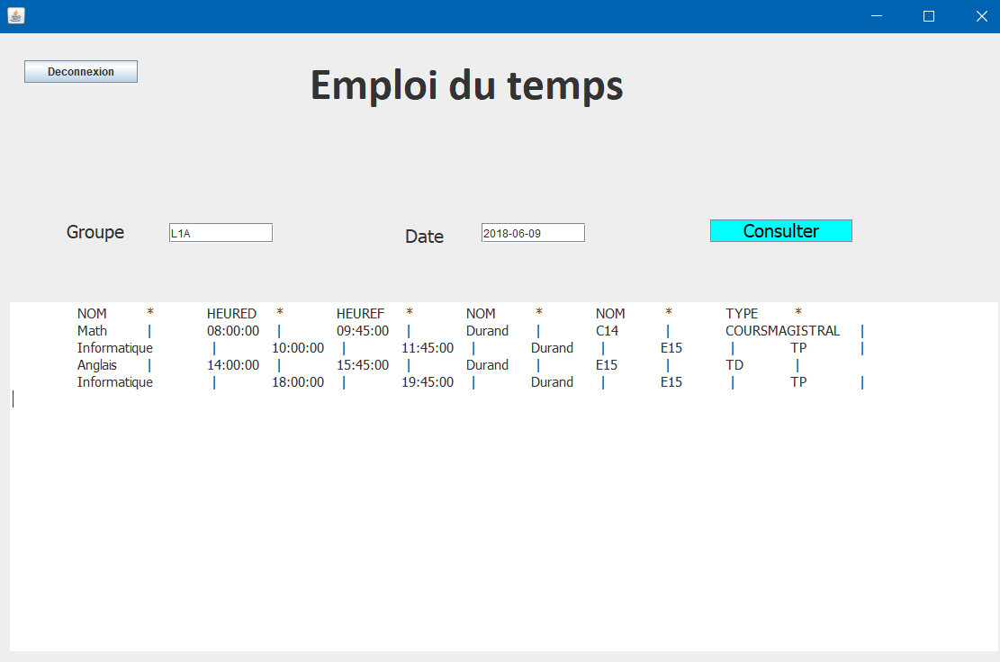 Deconnexion
Emploi du temps
Groupe L1A Date 2018-06-09 Consulter
NOM * HEURED * HEUREF * NOM * NOM * TYPE *
Math | 08:00:00 | 09:45:00 | Durand | C14 | COURSMAGISTRAL |
Informatique | 10:00:00 | 11:45:00 | Durand | E15 | TP |
Anglais | 14:00:00 | 15:45:00 | Durand | E15 | TD |
Informatique | 18:00:00 | 19:45:00 | Durand | E15 | TP |